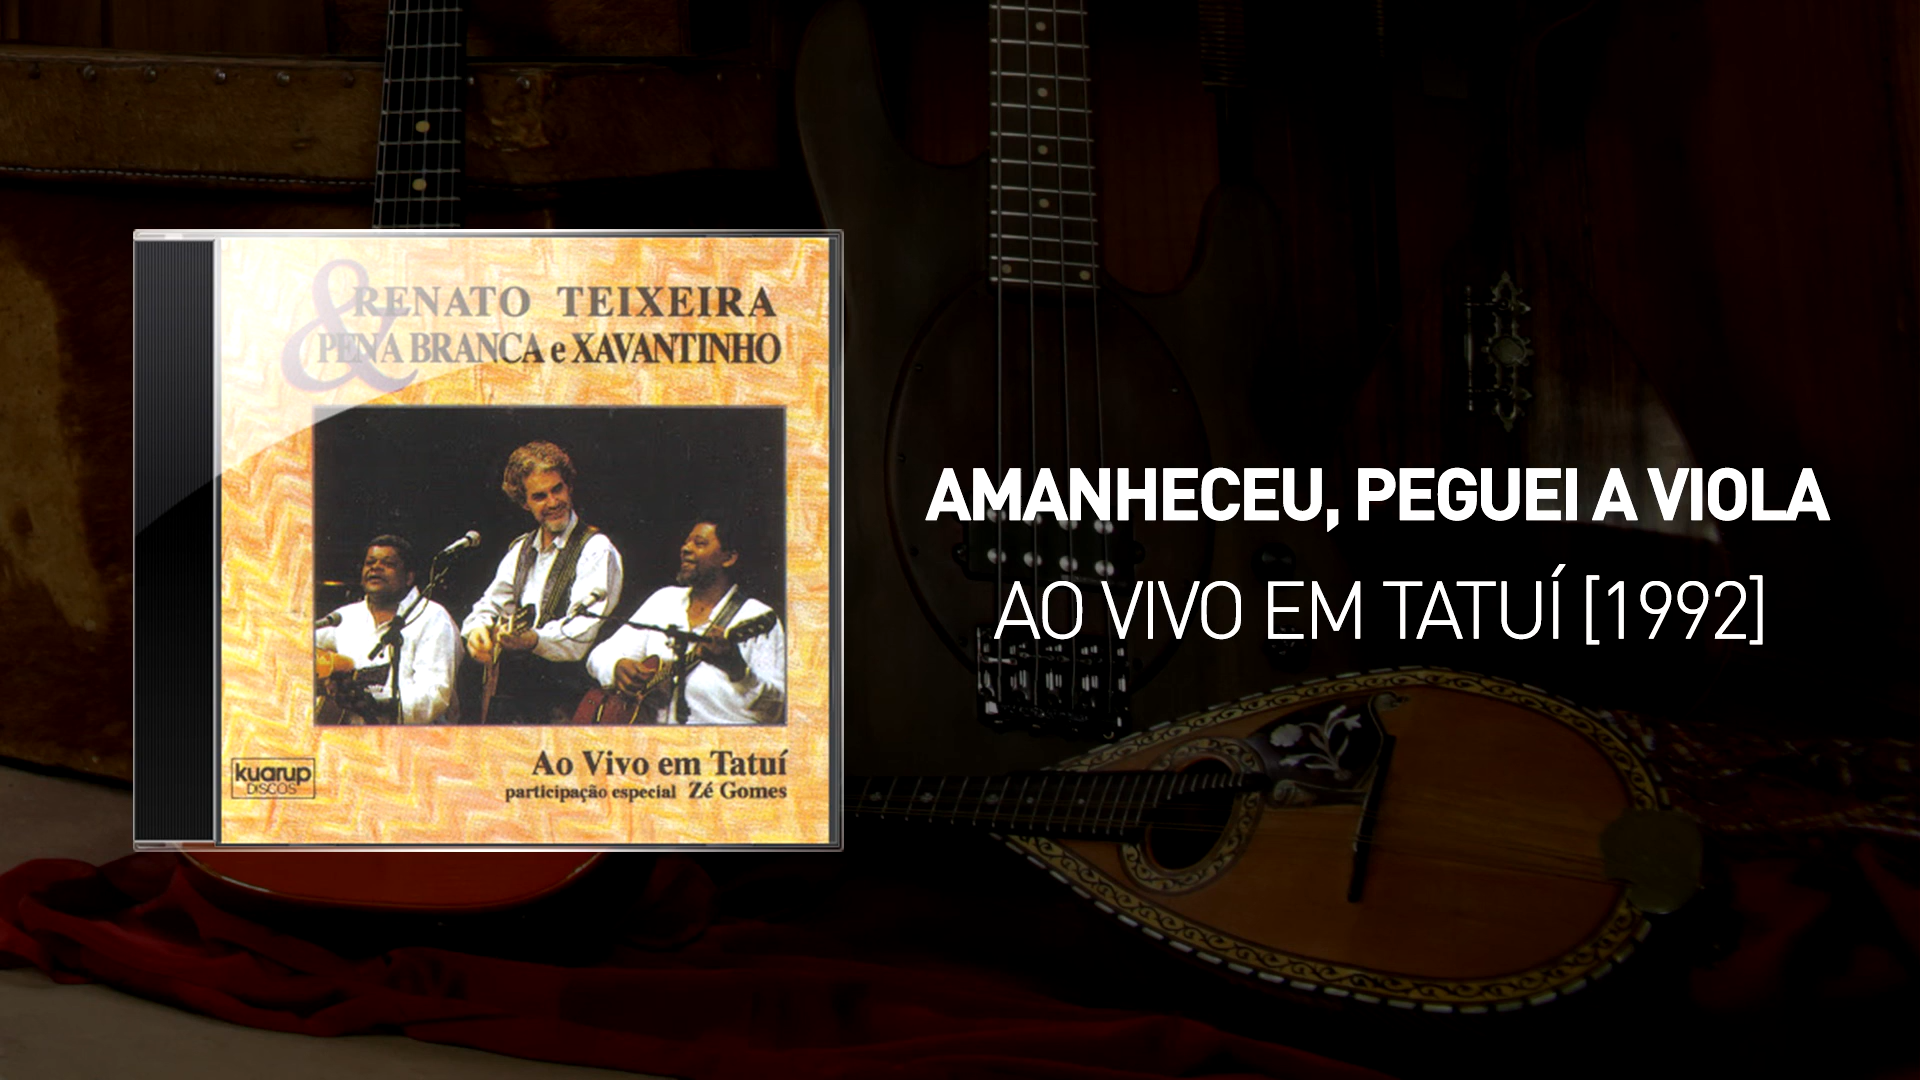 &
RENATO TEIXEIRA
PENA BRANCA e XAVANTINHO
Ao Vivo em Tatuí
participação especial Zé Gomes
kuarup
DISCOS
AMANHECEU, PEGUEI A VIOLA
AO VIVO EM TATUÍ [1992]